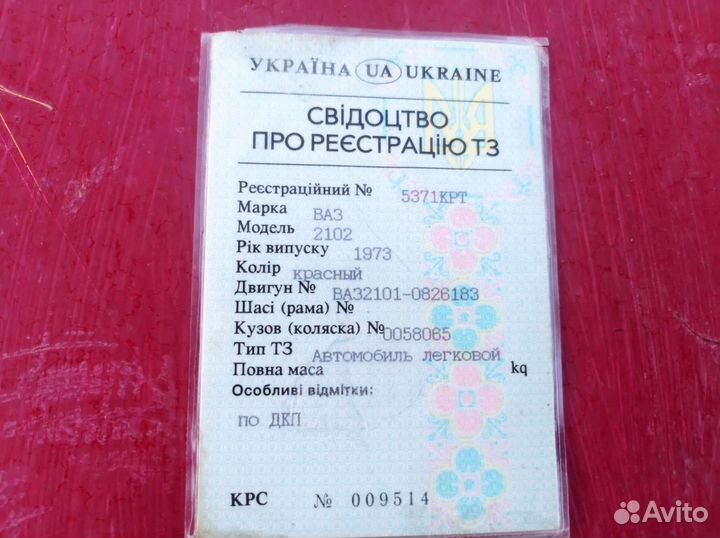 УКРАЇНА UA UKRAINE
СВІДОЦТВО
ПРО РЕЄСТРАЦІЮ ТЗ
Реєстраційний № 5371КРТ
Марка ВАЗ
Модель 2102
Рік випуску 1973
Колір красный
Двигун № ВАЗ2101-0826183
Шасі (рама) №
Кузов (коляска) № 0058065
Тип ТЗ Автомобиль легковой
Повна маса kq
Особливі відмітки:
по ДКП
КРС № 009514
Avito